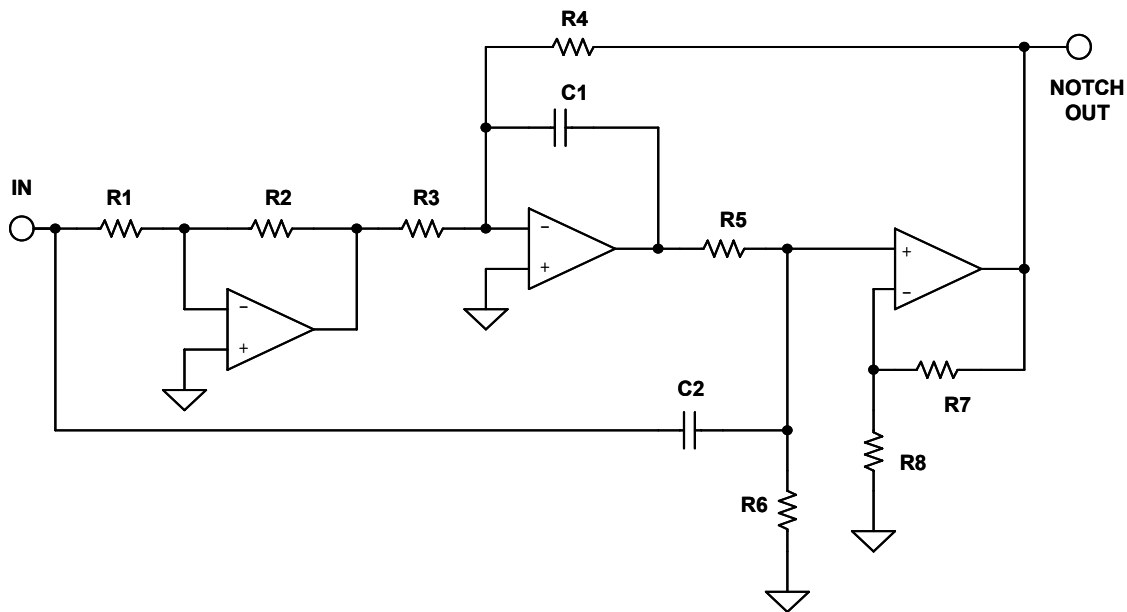 R4
C1
NOTCH
OUT
IN
R1
R2
R3
−
+
R5
+
−
−
+
C2
R7
R8
R6